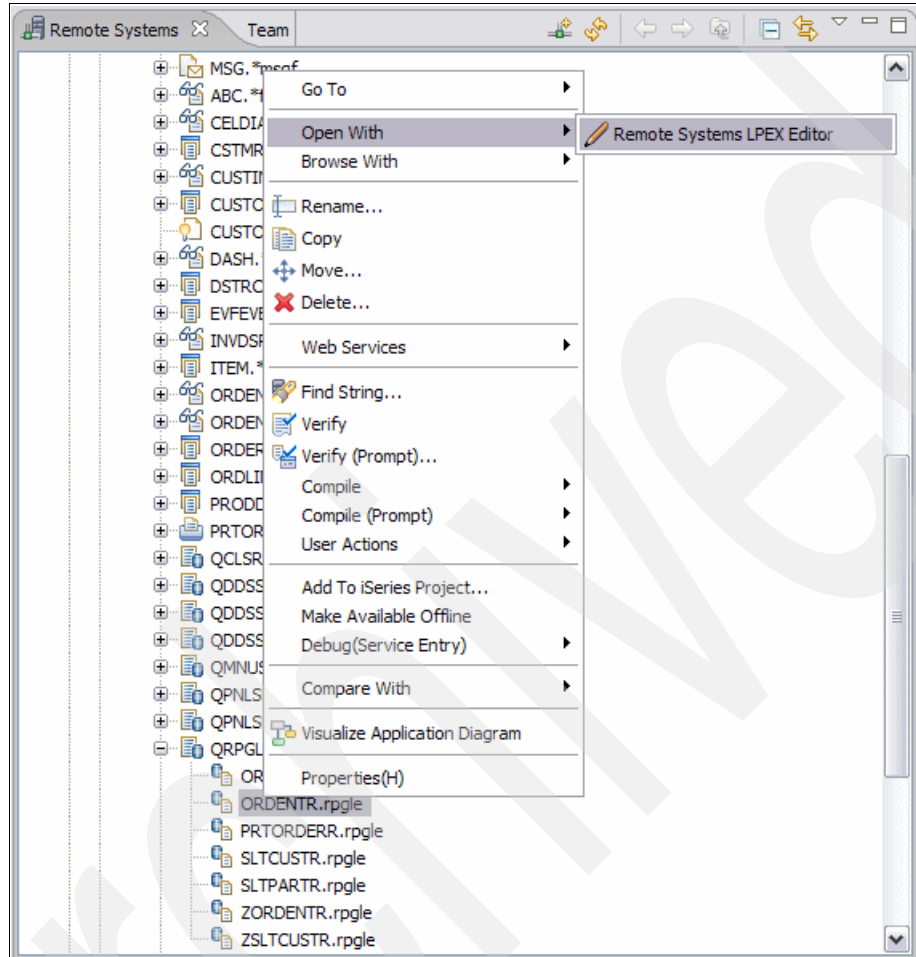 Remote Systems Team
MSG.*msgf
ABC.*f
Go To
CELDIA
Open With
Remote Systems LPEX Editor
CSTMR
Browse With
CUSTIN
CUSTO
Rename...
CUSTO
Copy
DASH.*
Move...
DSTRC
EVFEVE
Delete...
INVDSP
Web Services
ITEM.*
ORDEN
Find String...
ORDEN
Verify
ORDER
Verify (Prompt)...
ORDLI
Compile
PRODD
Compile (Prompt)
PRTOR
User Actions
QCLSR
QDDSS
Add To iSeries Project...
QDDSS
Make Available Offline
QDDSS
Debug(Service Entry)
QMNUS
QPNLS
Compare With
QPNLS
Visualize Application Diagram
QRPGL
OR
Properties(H)
ORDENTR.rpgle
PRTORDERR.rpgle
SLTCUSTR.rpgle
SLTPARTR.rpgle
ZORDENTR.rpgle
ZSLTCUSTR.rpgle